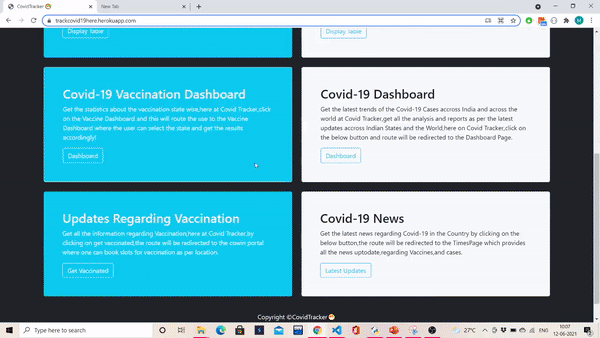 CovidTracker
New Tab
trackcovid19here.herokuapp.com
Display Table
Display Table
Covid-19 Vaccination Dashboard
Get the statistics about the vaccination state wise,here at Covid Tracker,click
on the Vaccine Dashboard and this will route the use to the Vaccine
Dashboard where the user can select the state and get the results
accordingly!
Dashboard
Covid-19 Dashboard
Get the latest trends of the Covid-19 Cases accross India and across the
world at Covid Tracker,get all the analysis and reports as per the latest
updates accross Indian States and the World,here on Covid Tracker,click on
the below button and route will be redirected to the Dashboard Page.
Dashboard
Updates Regarding Vaccination
Get all the information regarding Vaccination,here at Covid Tracker,by
clicking on get vaccinated,the route will be redirected to the cowin portal
where one can book slots for vaccination as per location.
Get Vaccinated
Covid-19 News
Get the latest news regarding Covid-19 in the Country by clicking on the
below button,the route will be redirected to the TimesPage which provides
all the news uptodate,regarding Vaccines,and cases.
Latest Updates
Copyright ©CovidTracker
Type here to search
27°C
ENG
10:07
12-06-2021